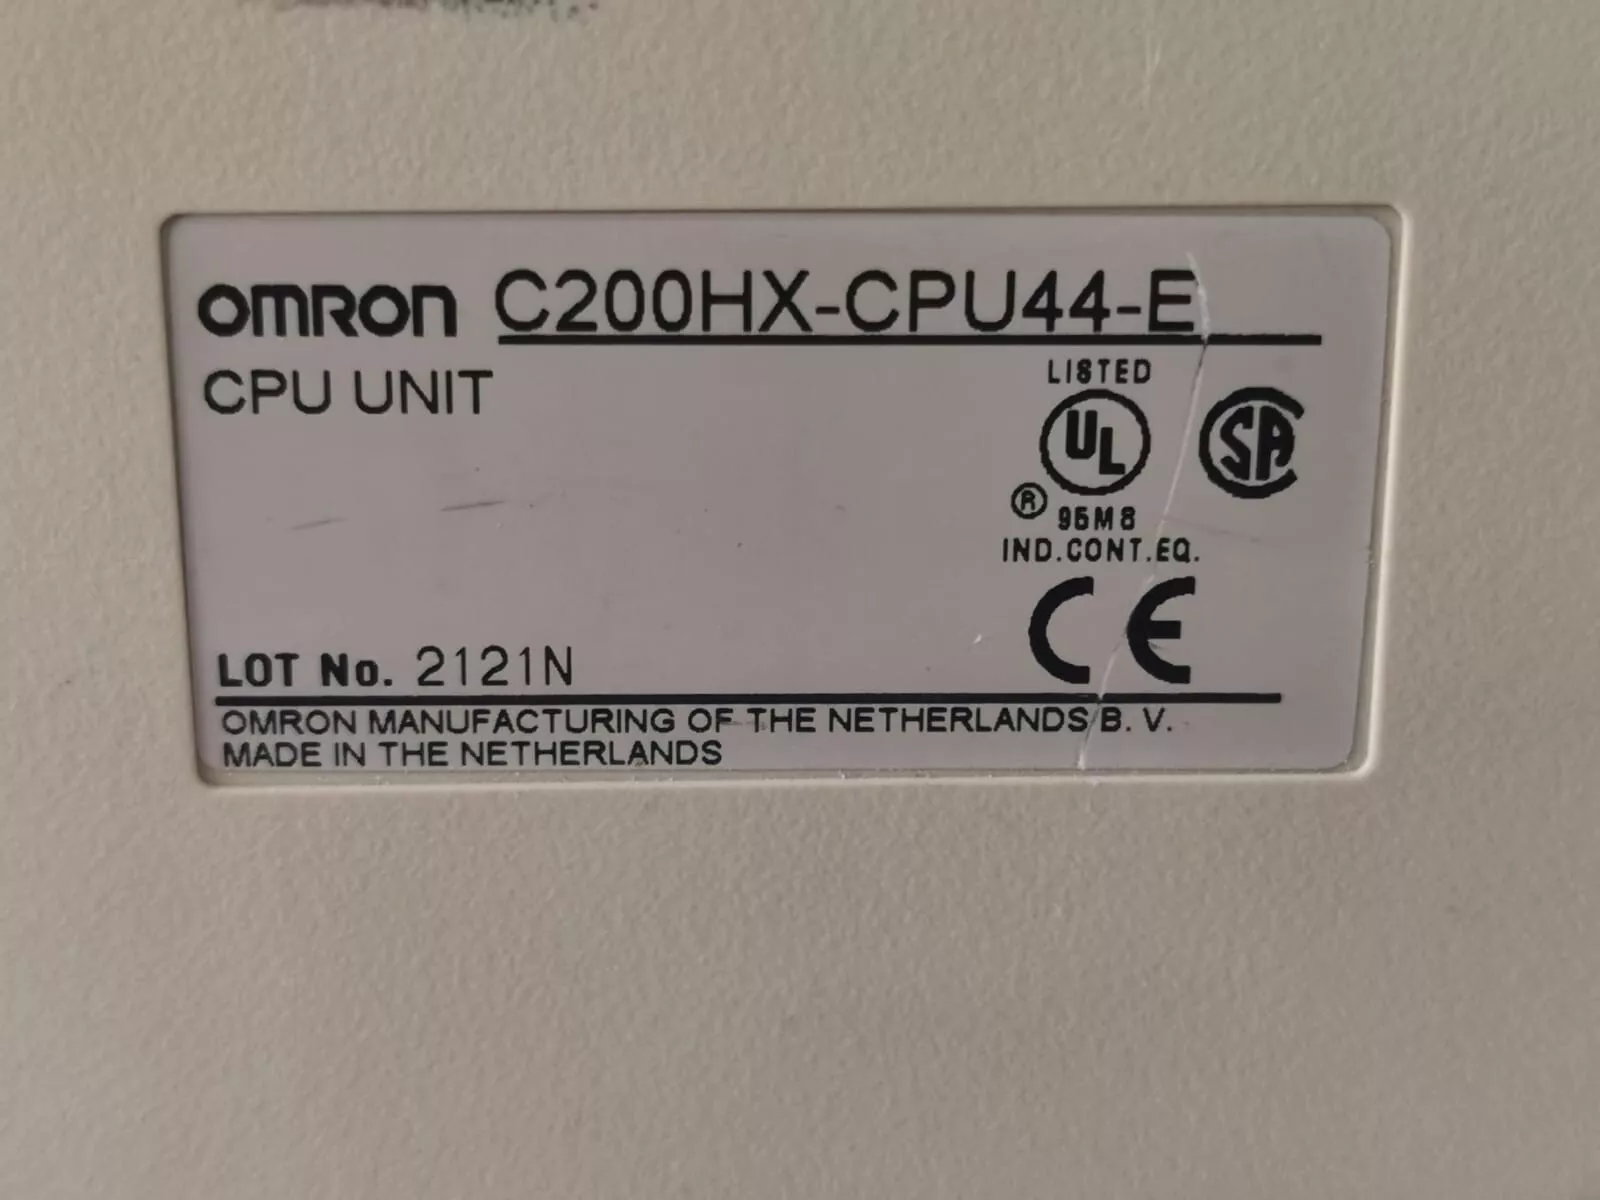 OMRON C200HX-CPU44-E
CPU UNIT
LISTED
UL
SA
®
95M8
IND.CONT.EQ.
CE
LOT No. 2121N
OMRON MANUFACTURING OF THE NETHERLANDS B. V.
MADE IN THE NETHERLANDS